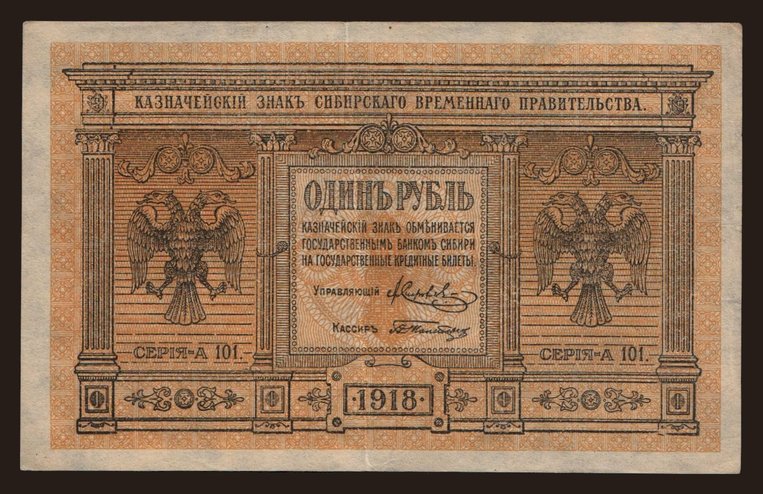 КАЗНАЧЕЙСКІЙ ЗНАКЪ СИБИРСКАГО ВРЕМЕННАГО ПРАВИТЕЛЬСТВА.
ОДИНЪ РУБЛЬ
КАЗНАЧЕЙСКІЙ ЗНАКЪ ОБМѢНИВАЕТСЯ
ГОСУДАРСТВЕННЫМЪ БАНКОМЪ СИБИРИ
НА ГОСУДАРСТВЕННЫЕ КРЕДИТНЫЕ БИЛЕТЫ.
УПРАВЛЯЮЩІЙ
КАССИРЪ
СЕРІЯ-А 101.-
СЕРІЯ-А 101.-
·1918·